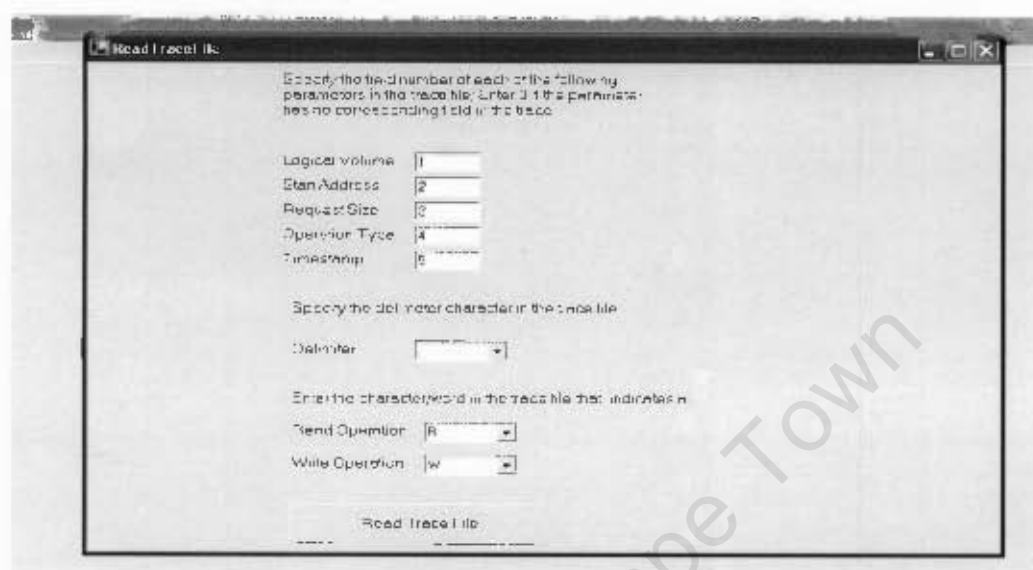 Read Trace File
Specify the field number of each of the following
parameters in the trace file; Enter 0 if the parameter
has no corresponding field in the trace
Logical Volume 1
Start Address 2
Request Size 3
Operation Type 4
Timestamp 5
Specify the delimeter character in the trace file
Delimiter
Enter the character/word in the trace file that indicates a
Read Operation R
Write Operation W
Read Trace File
pe Town